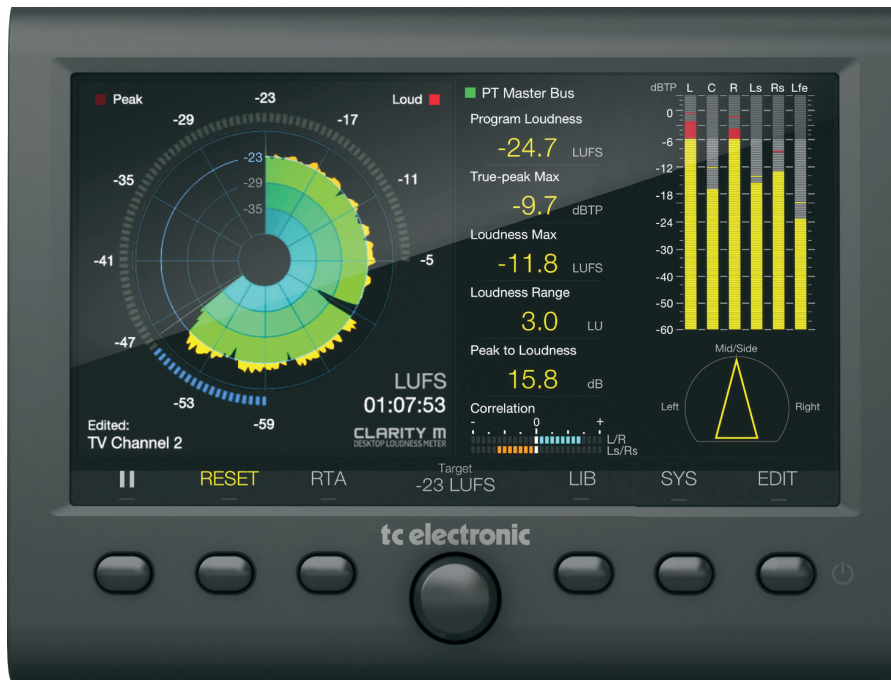 Peak
Loud
-23
-29
-17
-35
-11
-41
-5
-47
-53
-59
-23
-29
-35
LUFS
01:07:53
CLARITY M
DESKTOP LOUDNESS METER
Edited:
TV Channel 2
PT Master Bus
Program Loudness
-24.7 LUFS
True-peak Max
-9.7 dBTP
Loudness Max
-11.8 LUFS
Loudness Range
3.0 LU
Peak to Loudness
15.8 dB
Correlation
- 0 +
L/R
Ls/Rs
dBTP L C R Ls Rs Lfe
0
-6
-12
-18
-24
-30
-40
-50
-60
Mid/Side
Left Right
RESET RTA
Target
-23 LUFS
LIB SYS EDIT
tc electronic